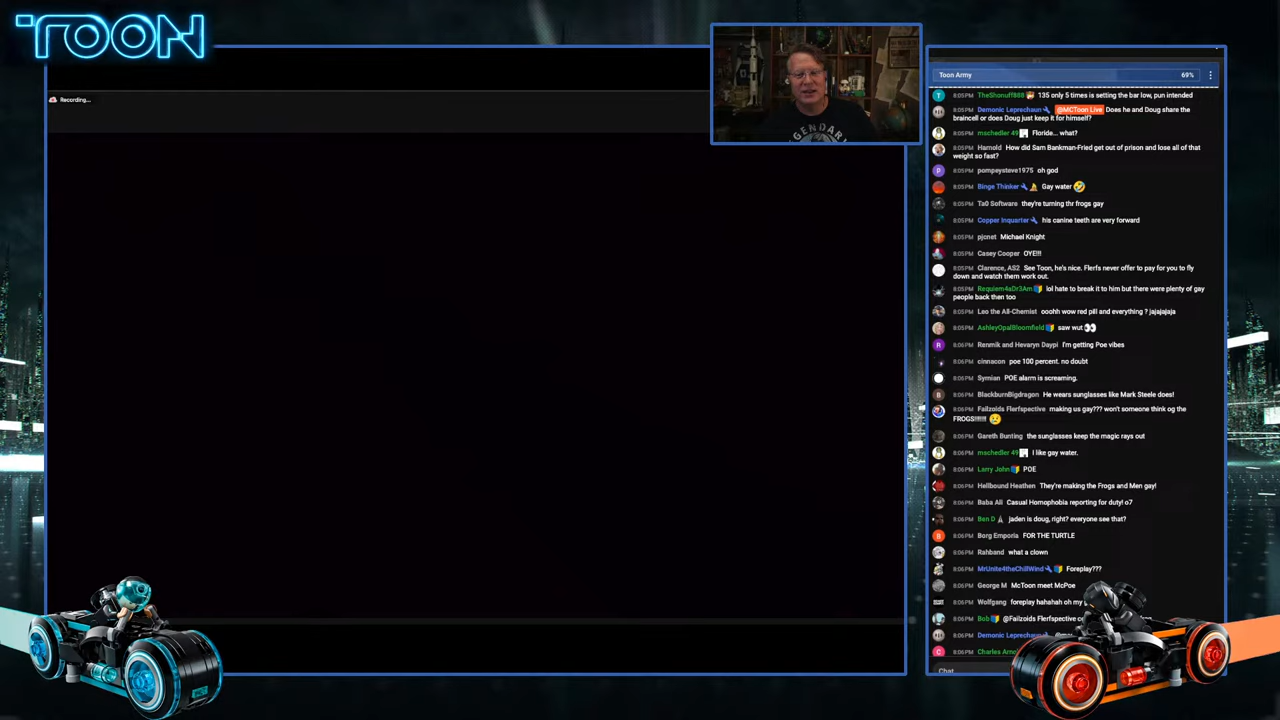 TOON
Recording...
LEGENDARY
Toon Army 69%
8:05PM TheShonuff888 135 only 5 times is setting the bar low, pun intended
8:05PM Demonic Leprechaun @MCToon Live Does he and Doug share the
braincell or does Doug just keep it for himself?
8:05PM mschedler 49 Floride... what?
8:05PM Harnold How did Sam Bankman-Fried get out of prison and lose all of that
weight so fast?
8:05PM pompeysteve1975 oh god
8:05PM Binge Thinker Gay water 🤣
8:05PM Ta0 Software they're turning thr frogs gay
8:05PM Copper Inquarter his canine teeth are very forward
8:05PM pjcnet Michael Knight
8:05PM Casey Cooper OYE!!!
8:05PM Clarence, AS2 See Toon, he's nice. Flerfs never offer to pay for you to fly
down and watch them work out.
8:05PM Requiem4aDr3Am lol hate to break it to him but there were plenty of gay
people back then too
8:05PM Leo the All-Chemist ooohh wow red pill and everything ? jajajajaja
8:05PM AshleyOpalBloomfield saw wut 👀
8:06PM Renmik and Hevaryn Daypi I'm getting Poe vibes
8:06PM cinnacon poe 100 percent. no doubt
8:06PM Symian POE alarm is screaming.
8:06PM BlackburnBigdragon He wears sunglasses like Mark Steele does!
8:06PM Failzoids Flerfspective making us gay??? won't someone think og the
FROGS!!!!!! 😢
8:06PM Gareth Bunting the sunglasses keep the magic rays out
8:06PM mschedler 49 I like gay water.
8:06PM Larry John POE
8:06PM Hellbound Heathen They're making the Frogs and Men gay!
8:06PM Baba Ali Casual Homophobia reporting for duty! o7
8:06PM Ben D jaden is doug, right? everyone see that?
8:06PM Borg Emporia FOR THE TURTLE
8:06PM Rahband what a clown
8:06PM MrUnite4theChillWind Foreplay???
8:06PM George M McToon meet McPoe
8:06PM Wolfgang foreplay hahahah oh my
8:06PM Bob @Failzoids Flerfspective
8:06PM Demonic Leprechaun
8:06PM Charles
Chat